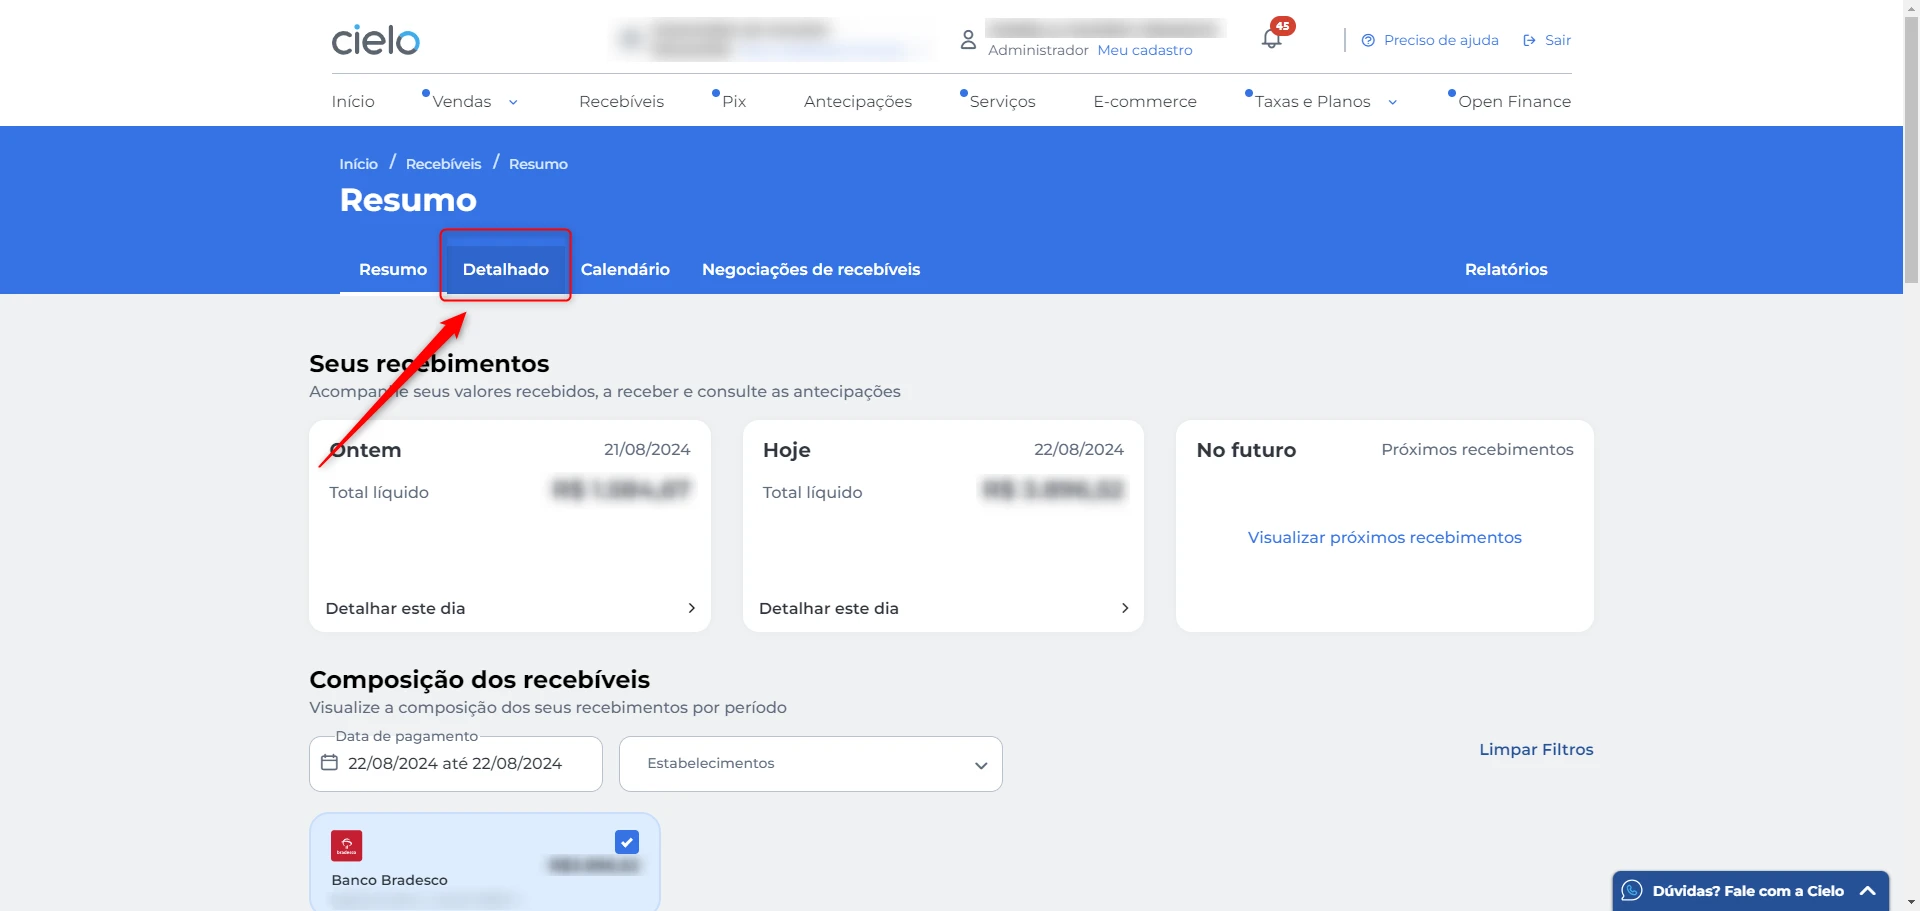 cielo
Administrador Meu cadastro
45
Preciso de ajuda
Sair
Início
Vendas
Recebíveis
Pix
Antecipações
Serviços
E-commerce
Taxas e Planos
Open Finance
Início / Recebíveis / Resumo
Resumo
Resumo
Detalhado
Calendário
Negociações de recebíveis
Relatórios
Seus recebimentos
Acompanhe seus valores recebidos, a receber e consulte as antecipações
Ontem
21/08/2024
Total líquido
Detalhar este dia
Hoje
22/08/2024
Total líquido
Detalhar este dia
No futuro
Próximos recebimentos
Visualizar próximos recebimentos
Composição dos recebíveis
Visualize a composição dos seus recebimentos por período
Data de pagamento
22/08/2024 até 22/08/2024
Estabelecimentos
Limpar Filtros
bradesco
Banco Bradesco
Dúvidas? Fale com a Cielo